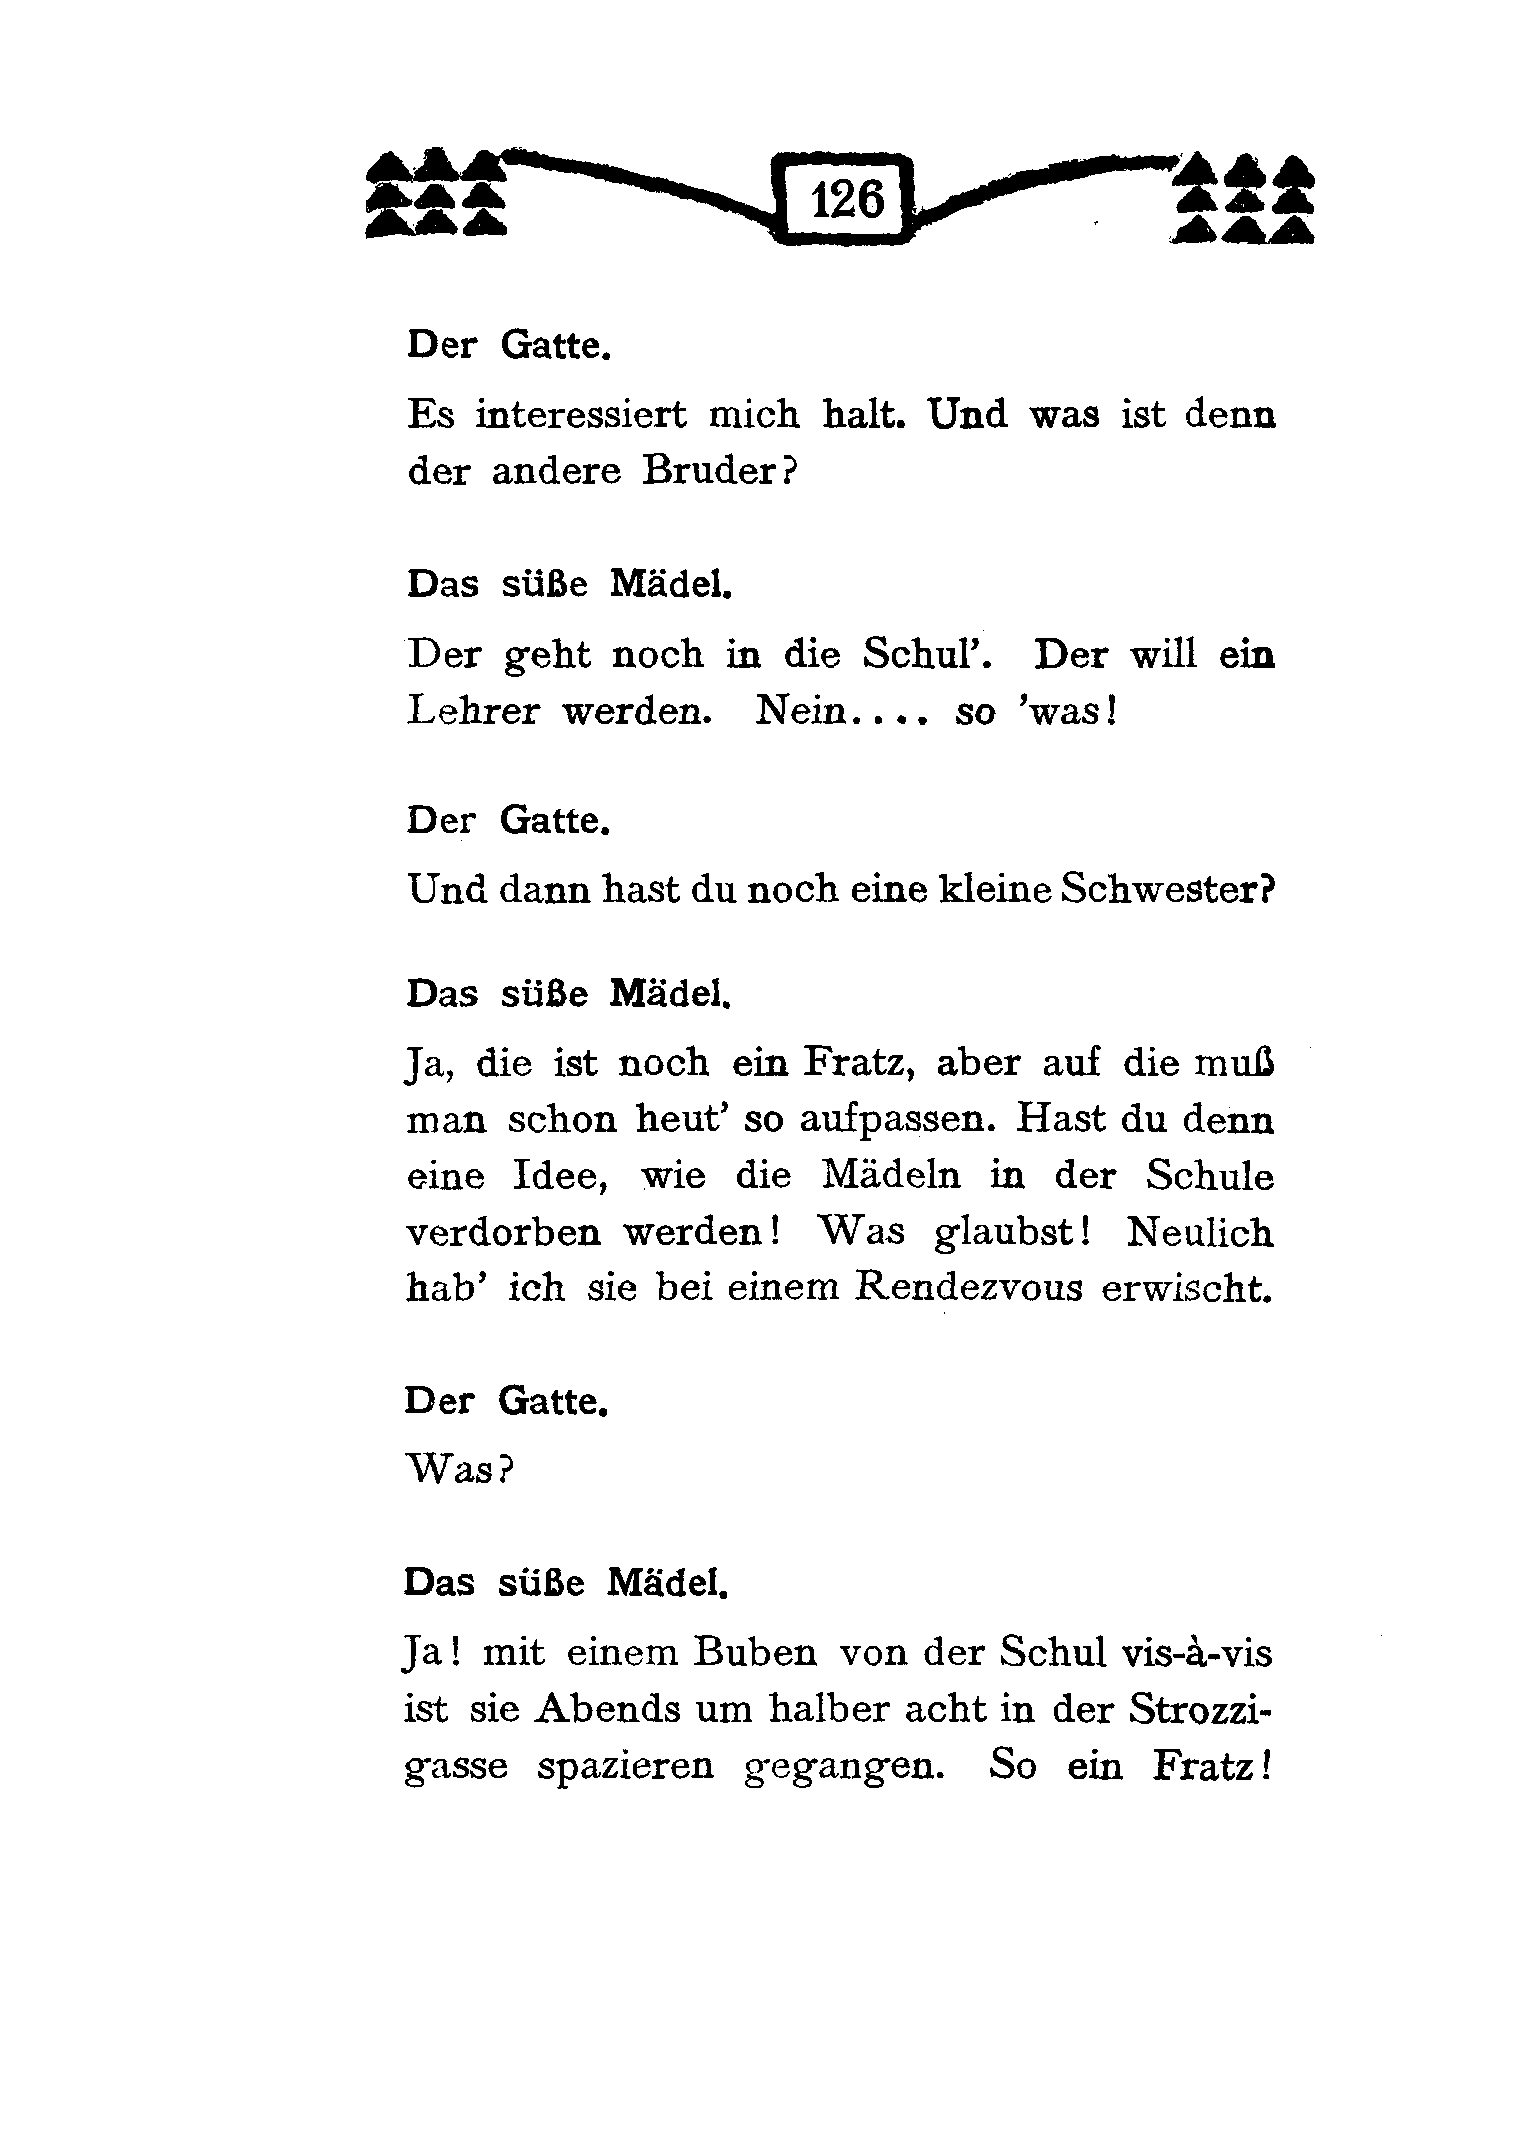 126
Der Gatte.
Es interessiert mich halt. Und was ist denn
der andere Bruder?
Das süße Mädel.
Der geht noch in die Schul’. Der will ein
Lehrer werden. Nein.... so ’was!
Der Gatte.
Und dann hast du noch eine kleine Schwester?
Das süße Mädel.
Ja, die ist noch ein Fratz, aber auf die muß
man schon heut’ so aufpassen. Hast du denn
eine Idee, wie die Mädeln in der Schule
verdorben werden! Was glaubst! Neulich
hab’ ich sie bei einem Rendezvous erwischt.
Der Gatte.
Was?
Das süße Mädel.
Ja! mit einem Buben von der Schul vis-à-vis
ist sie Abends um halber acht in der Strozzi-
gasse spazieren gegangen. So ein Fratz!